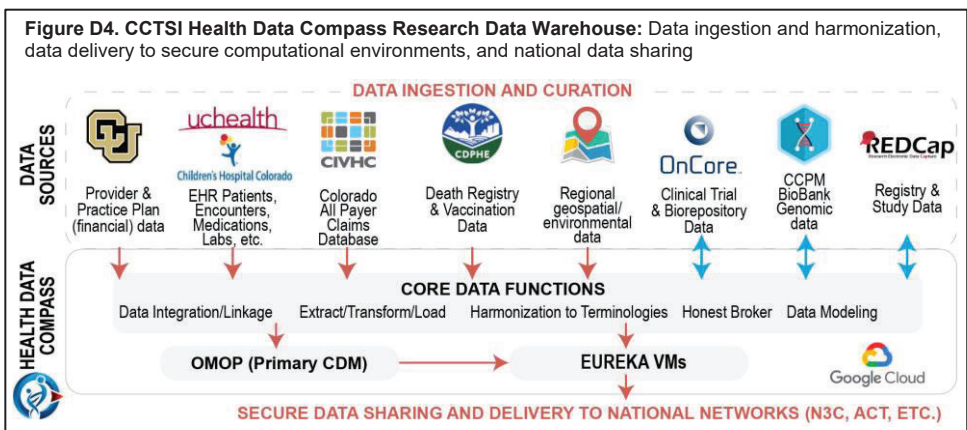 Figure D4. CCTSI Health Data Compass Research Data Warehouse: Data ingestion and harmonization,
data delivery to secure computational environments, and national data sharing
DATA INGESTION AND CURATION
DATA
SOURCES
CU
Provider &
Practice Plan
(financial) data
uchealth
Children's Hospital Colorado
EHR Patients,
Encounters,
Medications,
Labs, etc.
CIVHC
Colorado
All Payer
Claims
Database
CDPHE
Death Registry
& Vaccination
Data
Regional
geospatial/
environmental
data
OnCore
Clinical Trial
& Biorepository
Data
CCPM
BioBank
Genomic
data
REDCap
Research Electronic Data Capture
Registry &
Study Data
HEALTH DATA
COMPASS
CORE DATA FUNCTIONS
Data Integration/Linkage Extract/Transform/Load Harmonization to Terminologies Honest Broker Data Modeling
OMOP (Primary CDM)
EUREKA VMs
Google Cloud
SECURE DATA SHARING AND DELIVERY TO NATIONAL NETWORKS (N3C, ACT, ETC.)